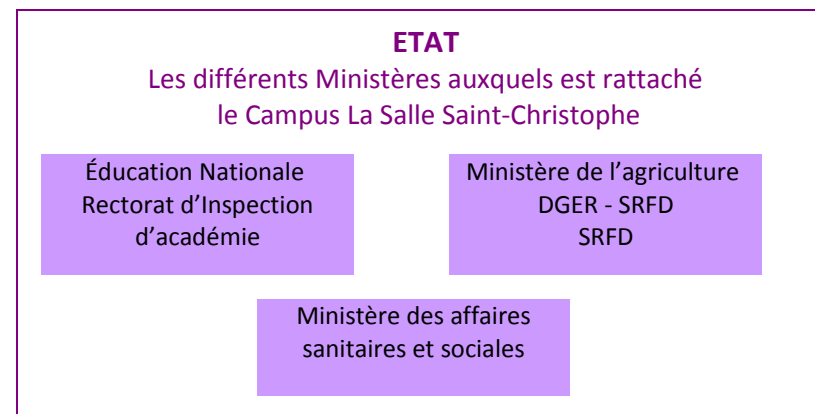 ETAT
Les différents Ministères auxquels est rattaché
le Campus La Salle Saint-Christophe
Éducation Nationale
Rectorat d’Inspection
d’académie
Ministère de l’agriculture
DGER - SRFD
SRFD
Ministère des affaires
sanitaires et sociales